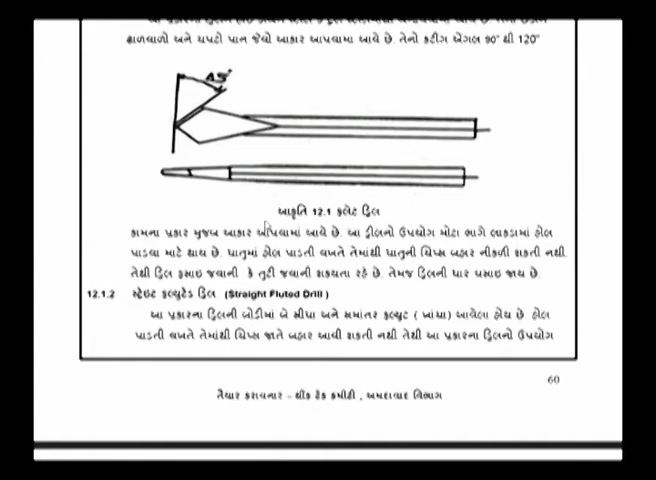 ઢાળવાળો અને ચપટો પાન જેવો આકાર આપવામા આવે છે. તેનો કટીંગ એંગલ 90° થી 120°
45°
આકૃતિ 12.1 ફ્લેટ ડ્રિલ
કામના પ્રકાર મુજબ આકાર આપવામાં આવે છે. આ ડ્રીલનો ઉપયોગ મોટા ભાગે લાકડામાં હોલ
પાડવા માટે થાય છે. ધાતુમાં હોલ પાડતી વખતે તેમાંથી ધાતુની ચિપ્સ બહાર નીકળી શકતી નથી.
તેથી ડ્રિલ ફસાઇ જવાની કે તુટી જવાની શક્યતા રહે છે. તેમજ ડ્રિલની ધાર ઘસાઇ જાય છે.
12.1.2 સ્ટ્રેઇટ ફ્લ્યુટેડ ડ્રિલ (Straight Fluted Drill )
આ પ્રકારના ડ્રિલની બોડીમાં બે સીધા અને સમાંતર ફ્લ્યુટ ( ખાંચા) આવેલા હોય છે. હોલ
પાડતી વખતે તેમાંથી ચિપ્સ જાતે બહાર આવી શકતી નથી તેથી આ પ્રકારના ડ્રિલનો ઉપયોગ
60
તૈયાર કરાવનાર – થીંક ટેંક કમીટી , અમદાવાદ વિભાગ